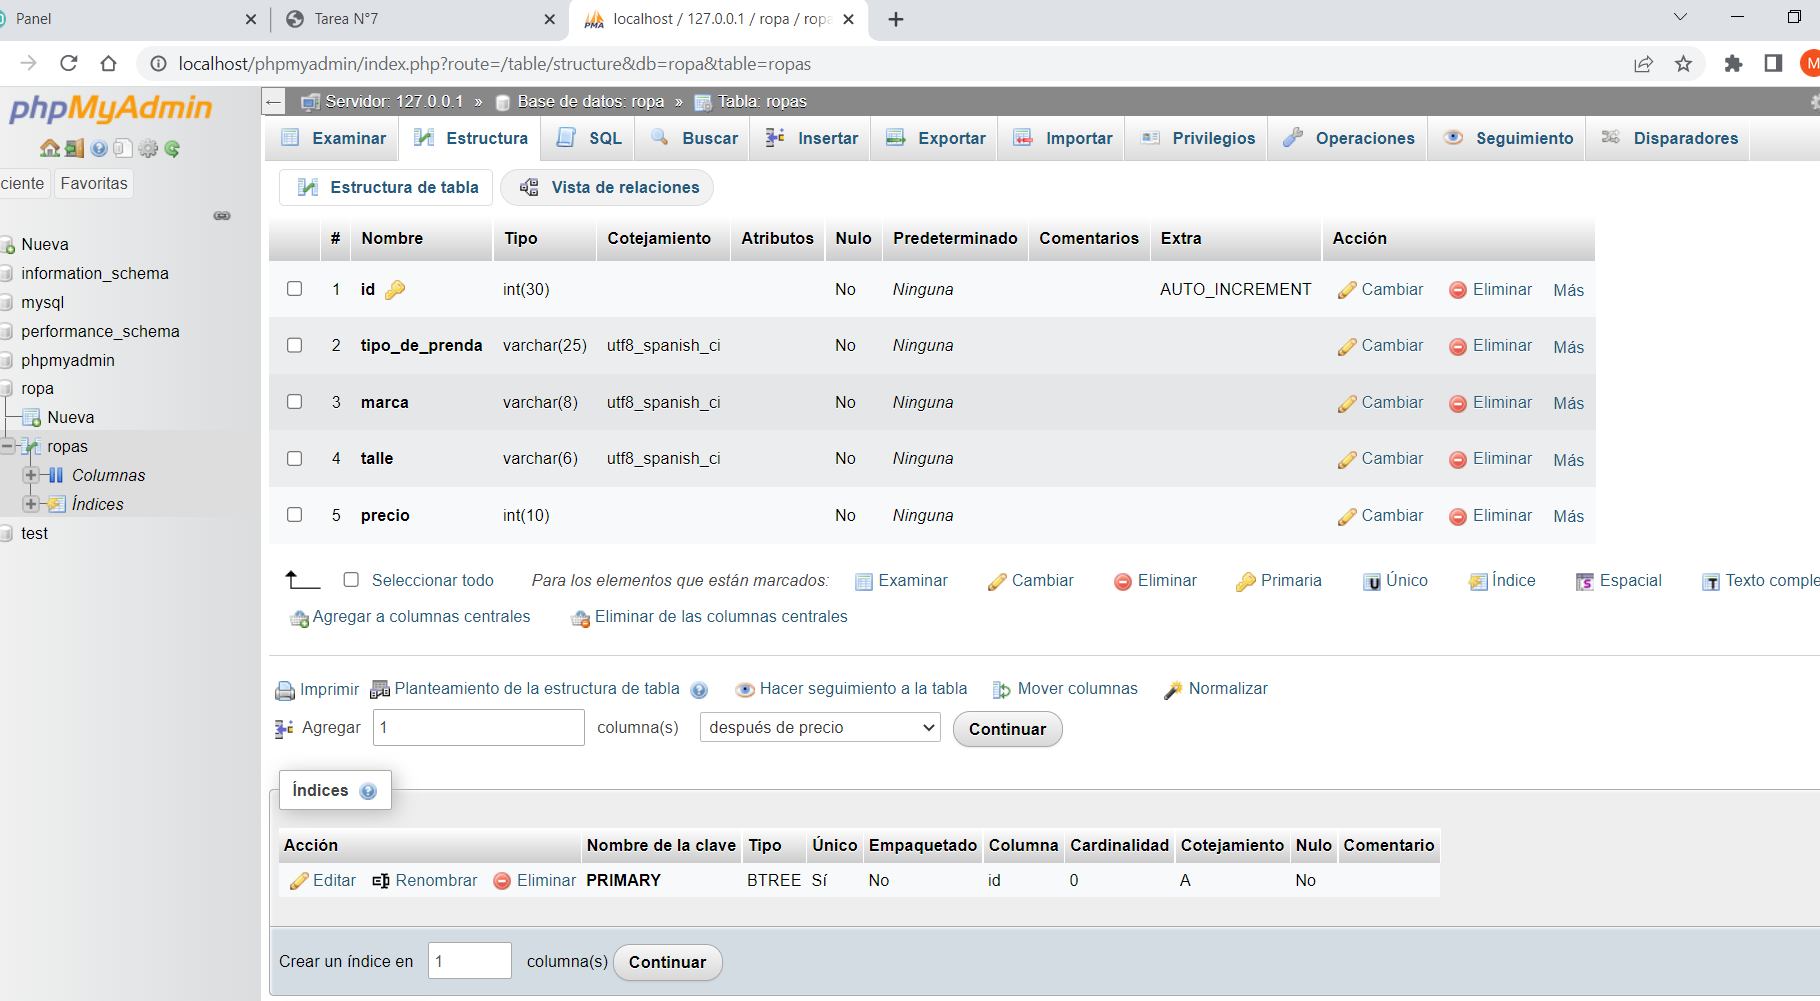 Panel
Tarea N°7
localhost / 127.0.0.1 / ropa / ropa
localhost/phpmyadmin/index.php?route=/table/structure&db=ropa&table=ropas
M
phpMyAdmin
ciente Favoritas
Nueva
information_schema
mysql
performance_schema
phpmyadmin
ropa
Nueva
ropas
Columnas
Índices
test
Servidor: 127.0.0.1 » Base de datos: ropa » Tabla: ropas
Examinar Estructura SQL Buscar Insertar Exportar Importar Privilegios Operaciones Seguimiento Disparadores
Estructura de tabla Vista de relaciones
# Nombre Tipo Cotejamiento Atributos Nulo Predeterminado Comentarios Extra Acción
1 id int(30) No Ninguna AUTO_INCREMENT Cambiar Eliminar Más
2 tipo_de_prenda varchar(25) utf8_spanish_ci No Ninguna Cambiar Eliminar Más
3 marca varchar(8) utf8_spanish_ci No Ninguna Cambiar Eliminar Más
4 talle varchar(6) utf8_spanish_ci No Ninguna Cambiar Eliminar Más
5 precio int(10) No Ninguna Cambiar Eliminar Más
Seleccionar todo Para los elementos que están marcados: Examinar Cambiar Eliminar Primaria Único Índice Espacial Texto comple
Agregar a columnas centrales Eliminar de las columnas centrales
Imprimir Planteamiento de la estructura de tabla Hacer seguimiento a la tabla Mover columnas Normalizar
Agregar 1 columna(s) después de precio Continuar
Índices
Acción Nombre de la clave Tipo Único Empaquetado Columna Cardinalidad Cotejamiento Nulo Comentario
Editar Renombrar Eliminar PRIMARY BTREE Sí No id 0 A No
Crear un índice en 1 columna(s) Continuar